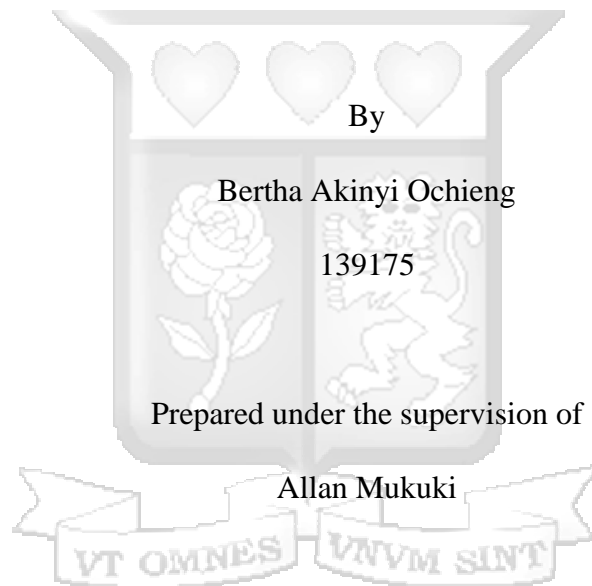 By
Bertha Akinyi Ochieng
139175
Prepared under the supervision of
Allan Mukuki
VT OMNES VNVM SINT